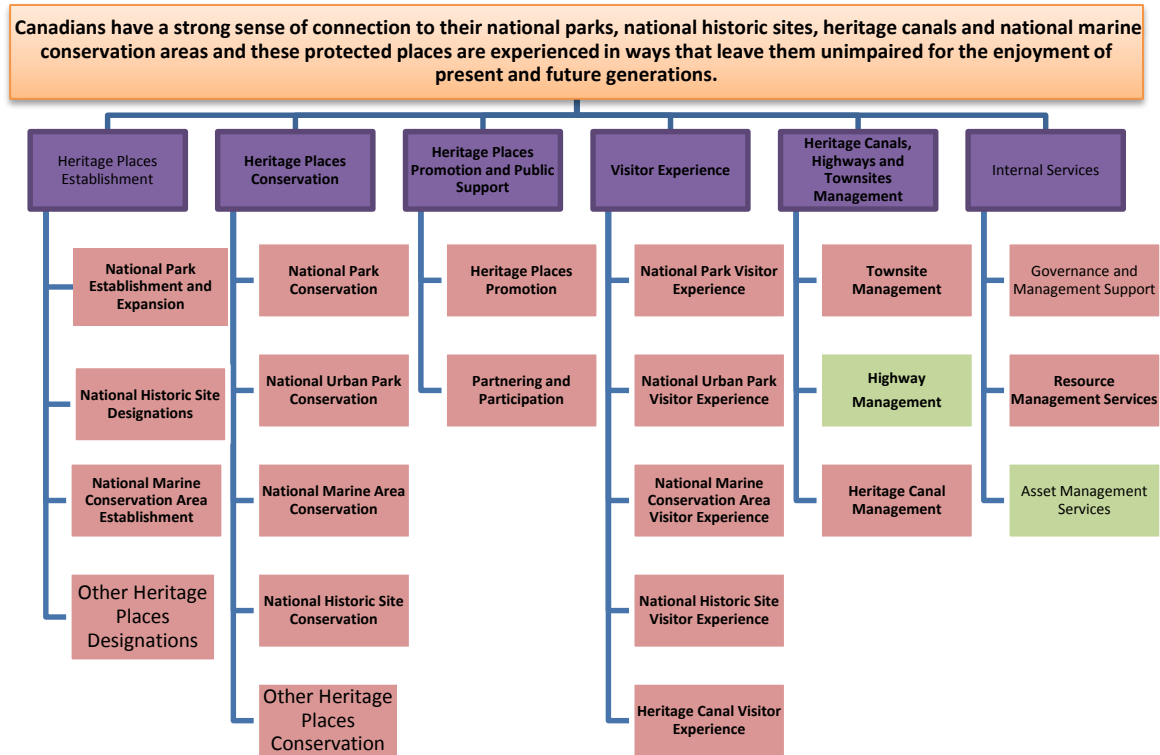 Canadians have a strong sense of connection to their national parks, national historic sites, heritage canals and national marine
conservation areas and these protected places are experienced in ways that leave them unimpaired for the enjoyment of
present and future generations.
Heritage Places
Establishment
National Park
Establishment and
Expansion
National Historic Site
Designations
National Marine
Conservation Area
Establishment
Other Heritage
Places
Designations
Heritage Places
Conservation
National Park
Conservation
National Urban Park
Conservation
National Marine Area
Conservation
National Historic Site
Conservation
Other Heritage
Places
Conservation
Heritage Places
Promotion and Public
Support
Heritage Places
Promotion
Partnering and
Participation
Visitor Experience
National Park Visitor
Experience
National Urban Park
Visitor Experience
National Marine
Conservation Area
Visitor Experience
National Historic Site
Visitor Experience
Heritage Canal Visitor
Experience
Heritage Canals,
Highways and
Townsites
Management
Townsite
Management
Highway
Management
Heritage Canal
Management
Internal Services
Governance and
Management Support
Resource
Management Services
Asset Management
Services